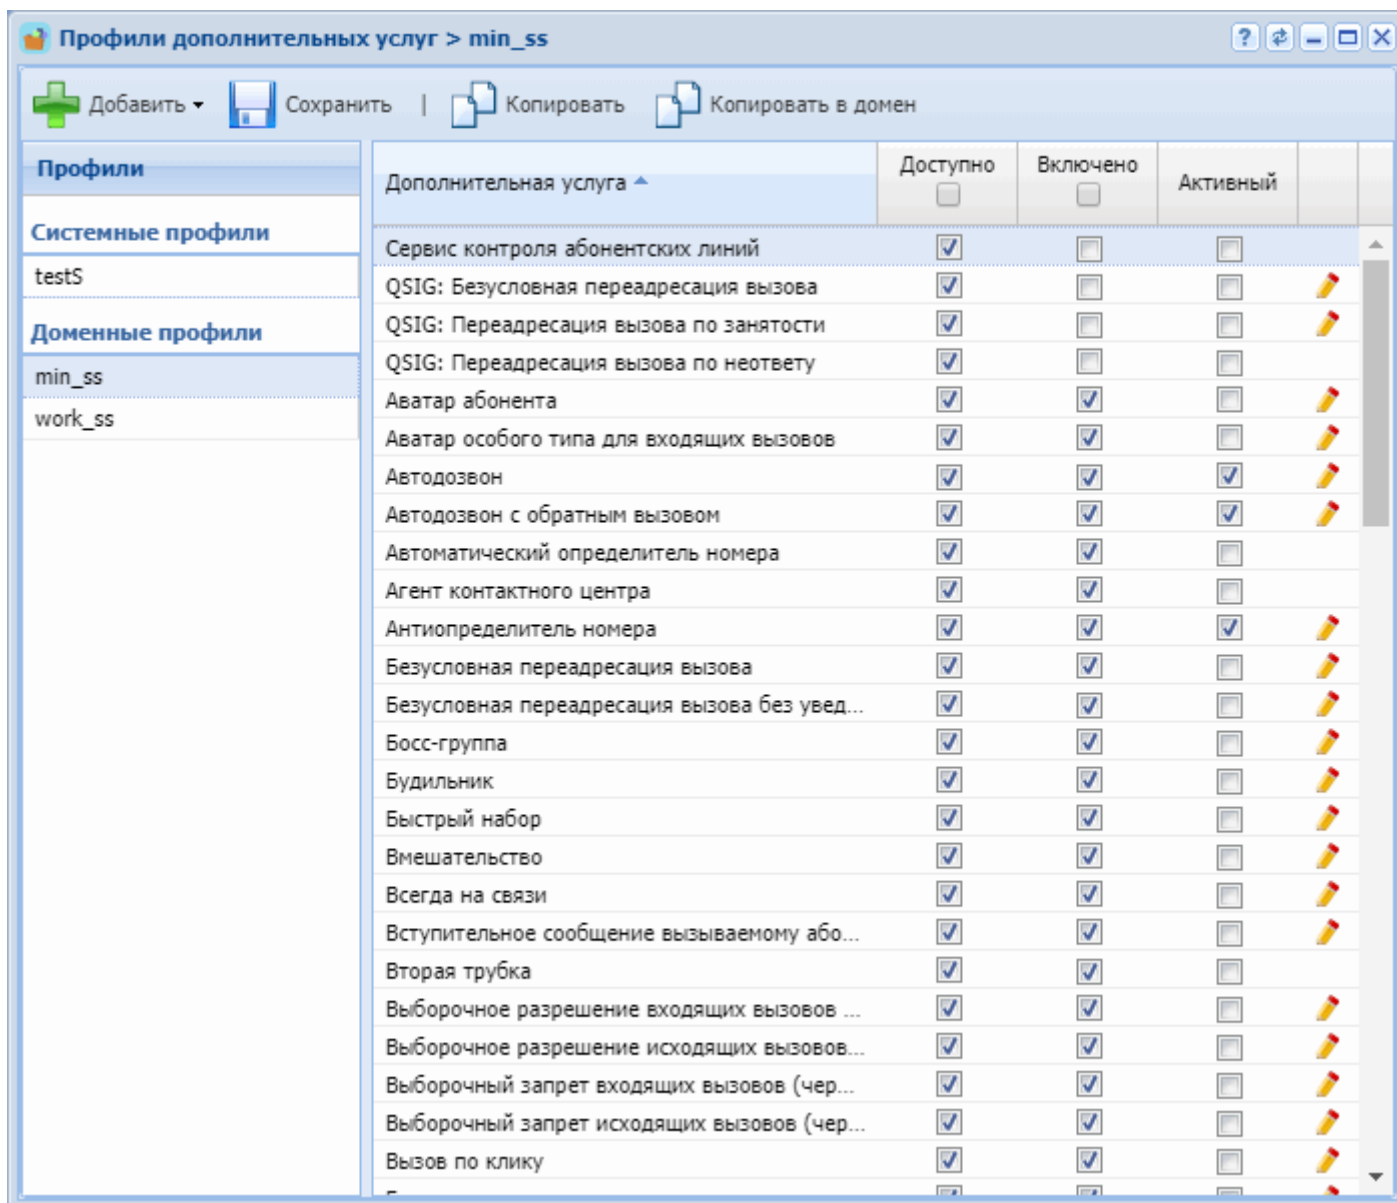 Профили дополнительных услуг > min_ss
Добавить Сохранить | Копировать Копировать в домен
Профили
Системные профили
testS
Доменные профили
min_ss
work_ss
Дополнительная услуга Доступно Включено Активный
Сервис контроля абонентских линий
QSIG: Безусловная переадресация вызова
QSIG: Переадресация вызова по занятости
QSIG: Переадресация вызова по неответу
Аватар абонента
Аватар особого типа для входящих вызовов
Автодозвон
Автодозвон с обратным вызовом
Автоматический определитель номера
Агент контактного центра
Антиопределитель номера
Безусловная переадресация вызова
Безусловная переадресация вызова без увед...
Босс-группа
Будильник
Быстрый набор
Вмешательство
Всегда на связи
Вступительное сообщение вызываемому або...
Вторая трубка
Выборочное разрешение входящих вызовов ...
Выборочное разрешение исходящих вызовов...
Выборочный запрет входящих вызовов (чер...
Выборочный запрет исходящих вызовов (чер...
Вызов по клику